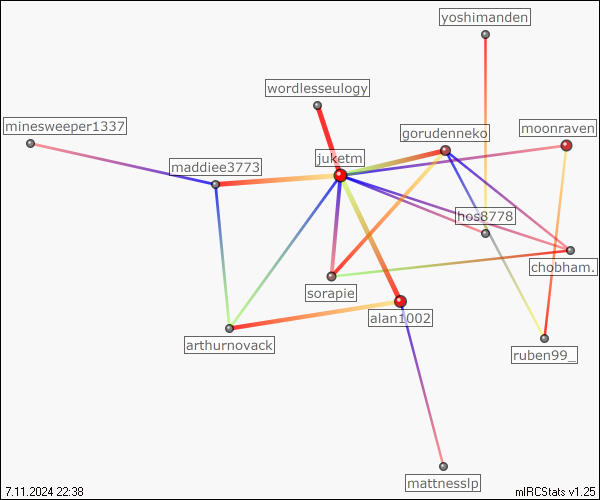 yoshimanden
wordlesseulogy
minesweeper1337
gorudenneko
moonraven
juketm
maddiee3773
hos8778
chobham.
sorapie
alan1002
arthurnovack
ruben99_
mattnesslp
7.11.2024 22:38
mIRCStats v1.25